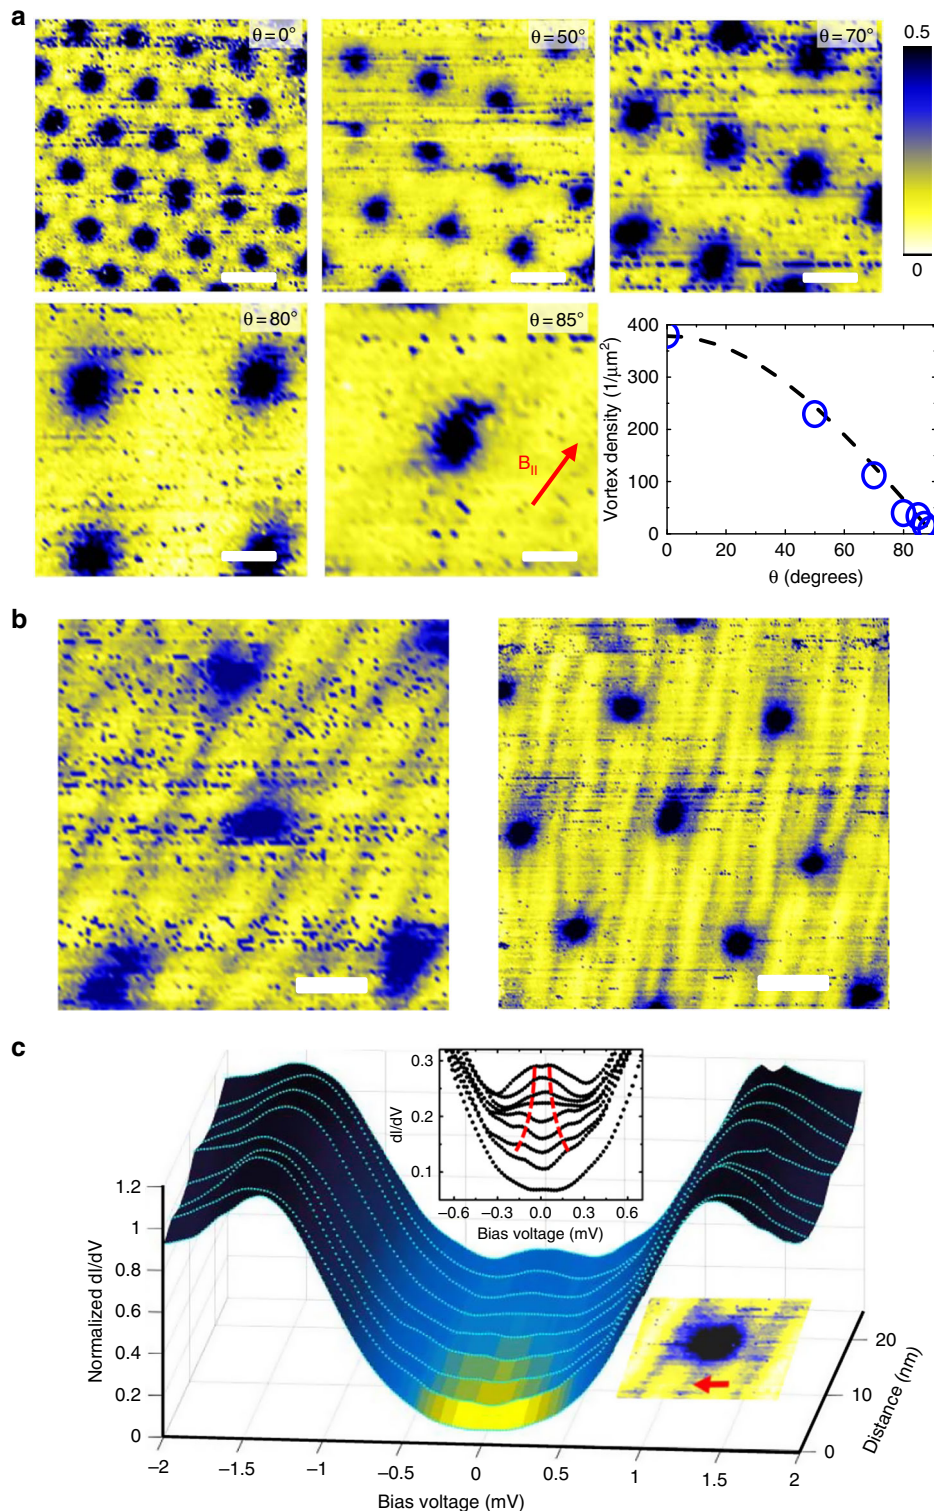 a
θ = 0°
θ = 50°
θ = 70°
0.5
0
θ = 80°
θ = 85°
B||
Vortex density (1/μm²)
400
300
200
100
0
0 20 40 60 80
θ (degrees)
b
c
0.3
0.2
0.1
dI/dV
–0.6 –0.3 0.0 0.3 0.6
Bias voltage (mV)
1.2
1
0.8
0.6
0.4
0.2
0
Normalized dI/dV
–2 –1.5 –1 –0.5 0 0.5 1 1.5 2
Bias voltage (mV)
20
10
0
Distance (nm)